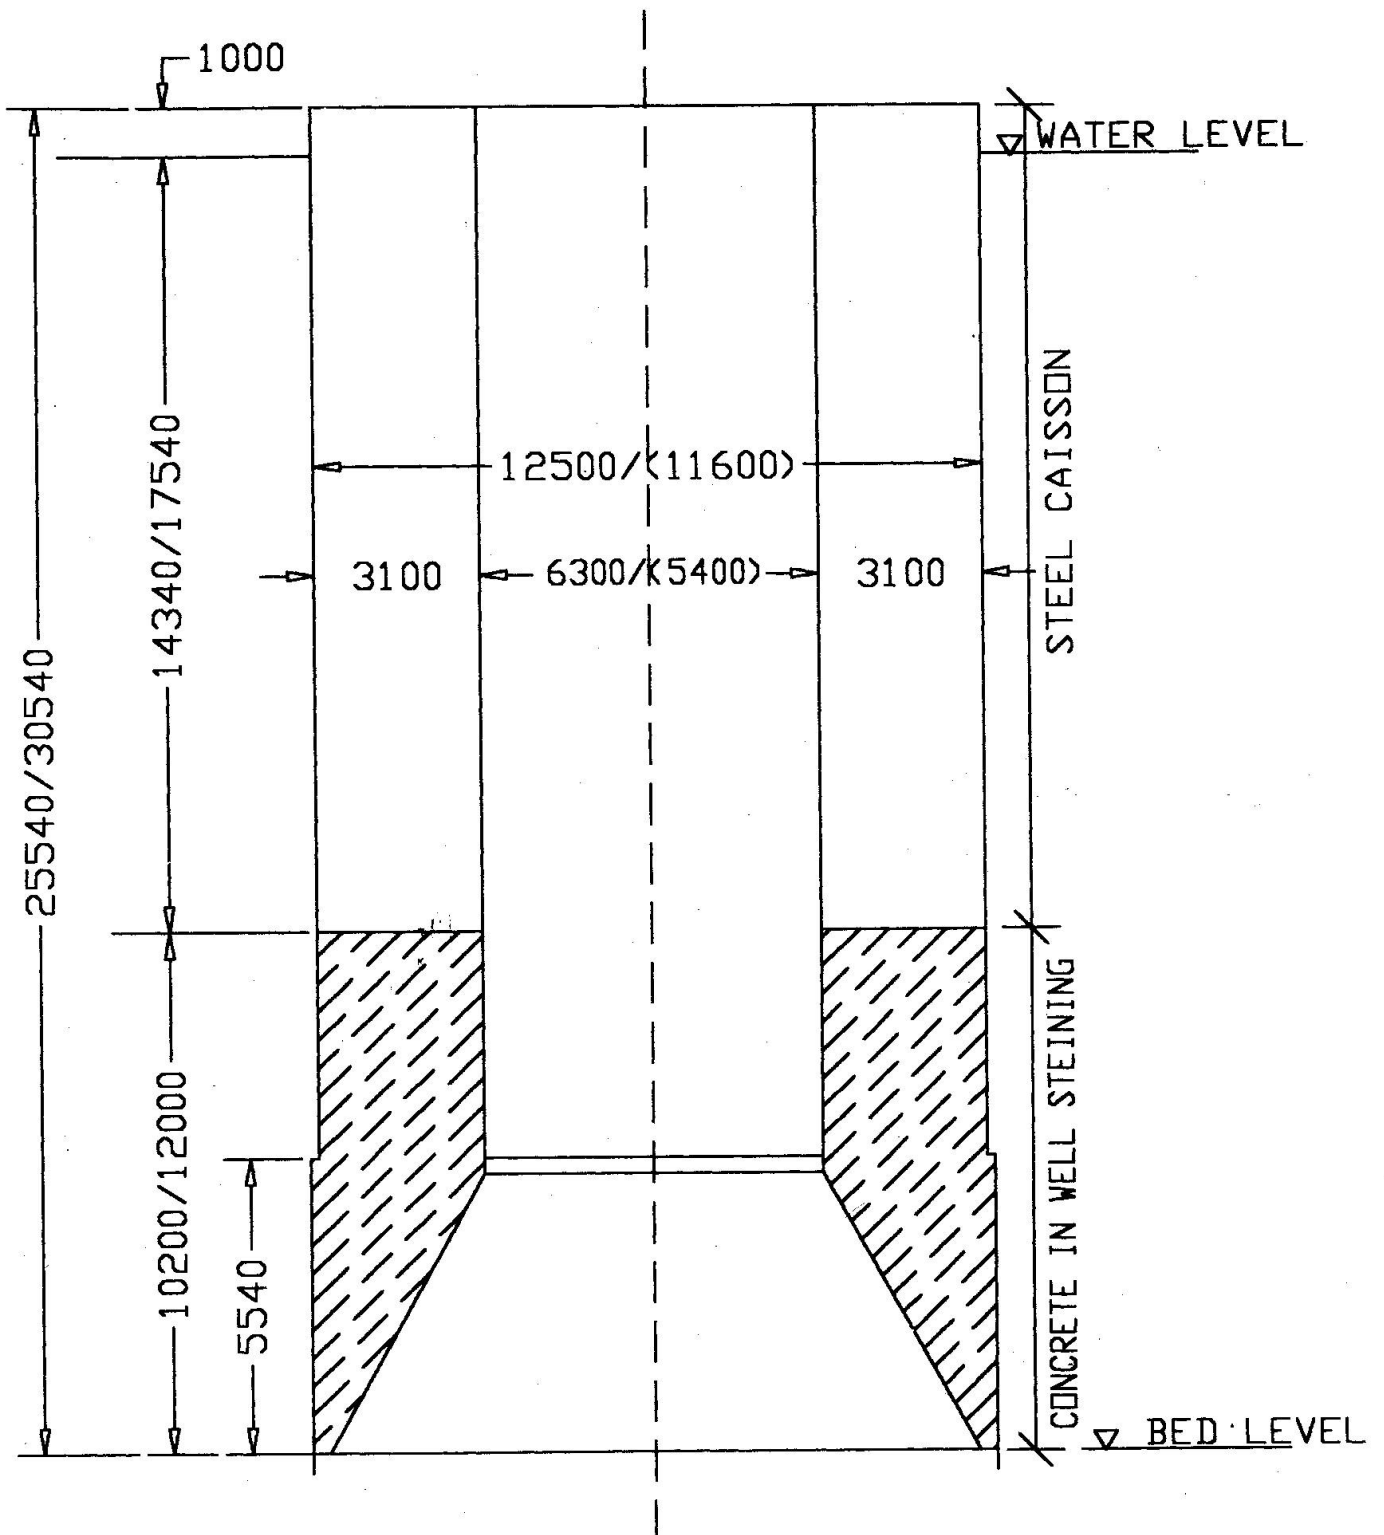 1000
WATER LEVEL
14340/17540
STEEL CAISSON
12500/(11600)
3100
6300/(5400)
3100
25540/30540
10200/12000
5540
CONCRETE IN WELL STEINING
BED LEVEL